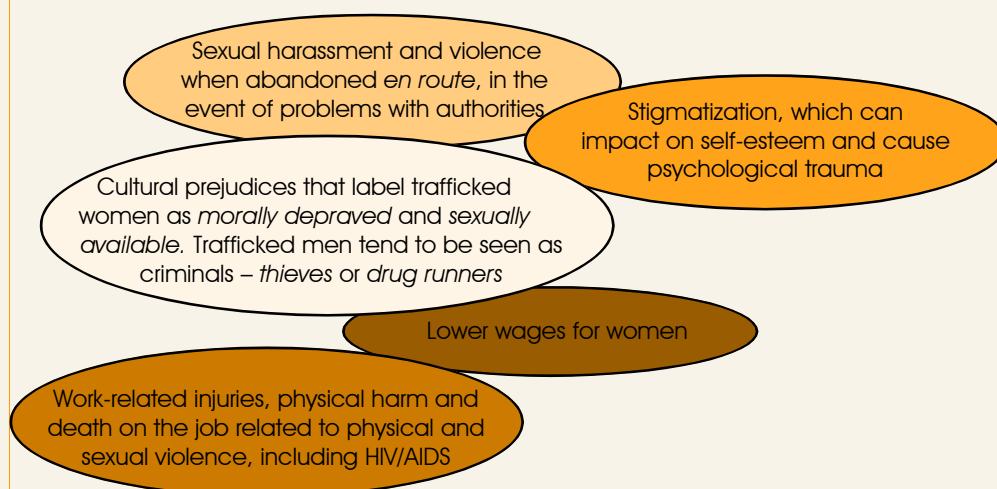 Sexual harassment and violence
when abandoned en route, in the
event of problems with authorities
Stigmatization, which can
impact on self-esteem and cause
psychological trauma
Cultural prejudices that label trafficked
women as morally depraved and sexually
available. Trafficked men tend to be seen as
criminals – thieves or drug runners
Lower wages for women
Work-related injuries, physical harm and
death on the job related to physical and
sexual violence, including HIV/AIDS